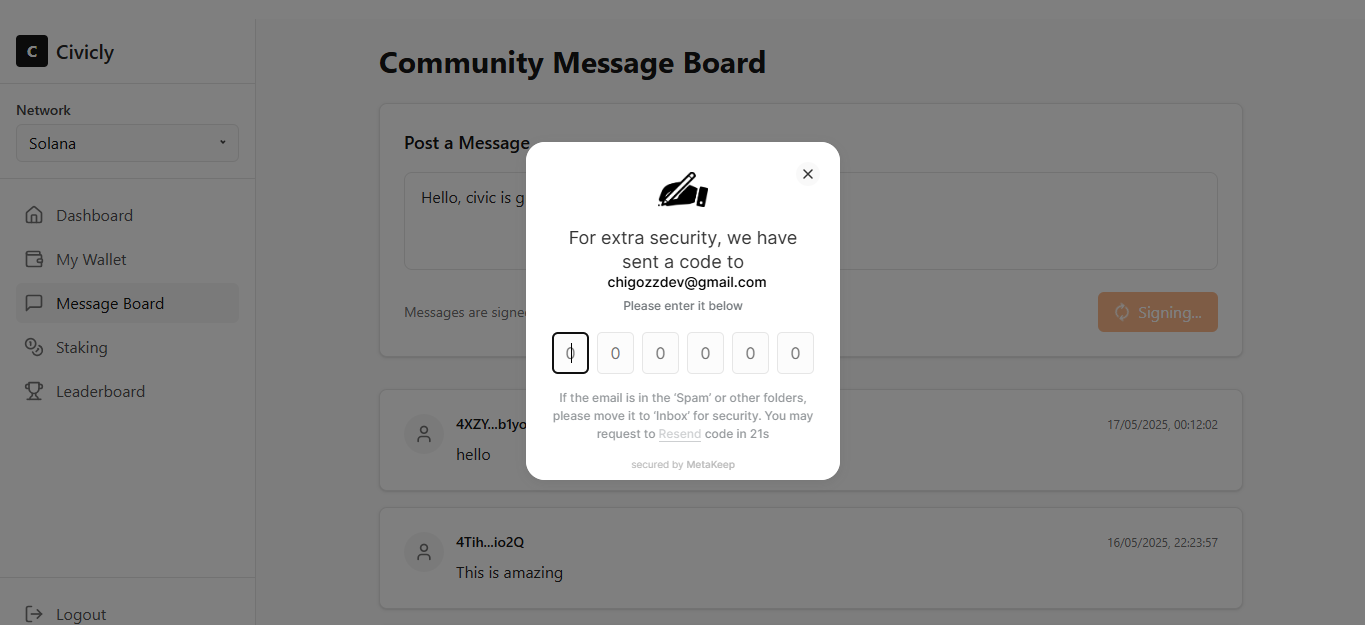 C Civicly
Network
Solana
Dashboard
My Wallet
Message Board
Staking
Leaderboard
Logout
Community Message Board
Post a Message
Hello, civic is g
Messages are signe
Signing...
4XZY...b1yo
17/05/2025, 00:12:02
hello
4Tih...io2Q
16/05/2025, 22:23:57
This is amazing
For extra security, we have
sent a code to
chigozzdev@gmail.com
Please enter it below
0 0 0 0 0 0
If the email is in the ‘Spam’ or other folders,
please move it to ‘Inbox’ for security. You may
request to Resend code in 21s
secured by MetaKeep